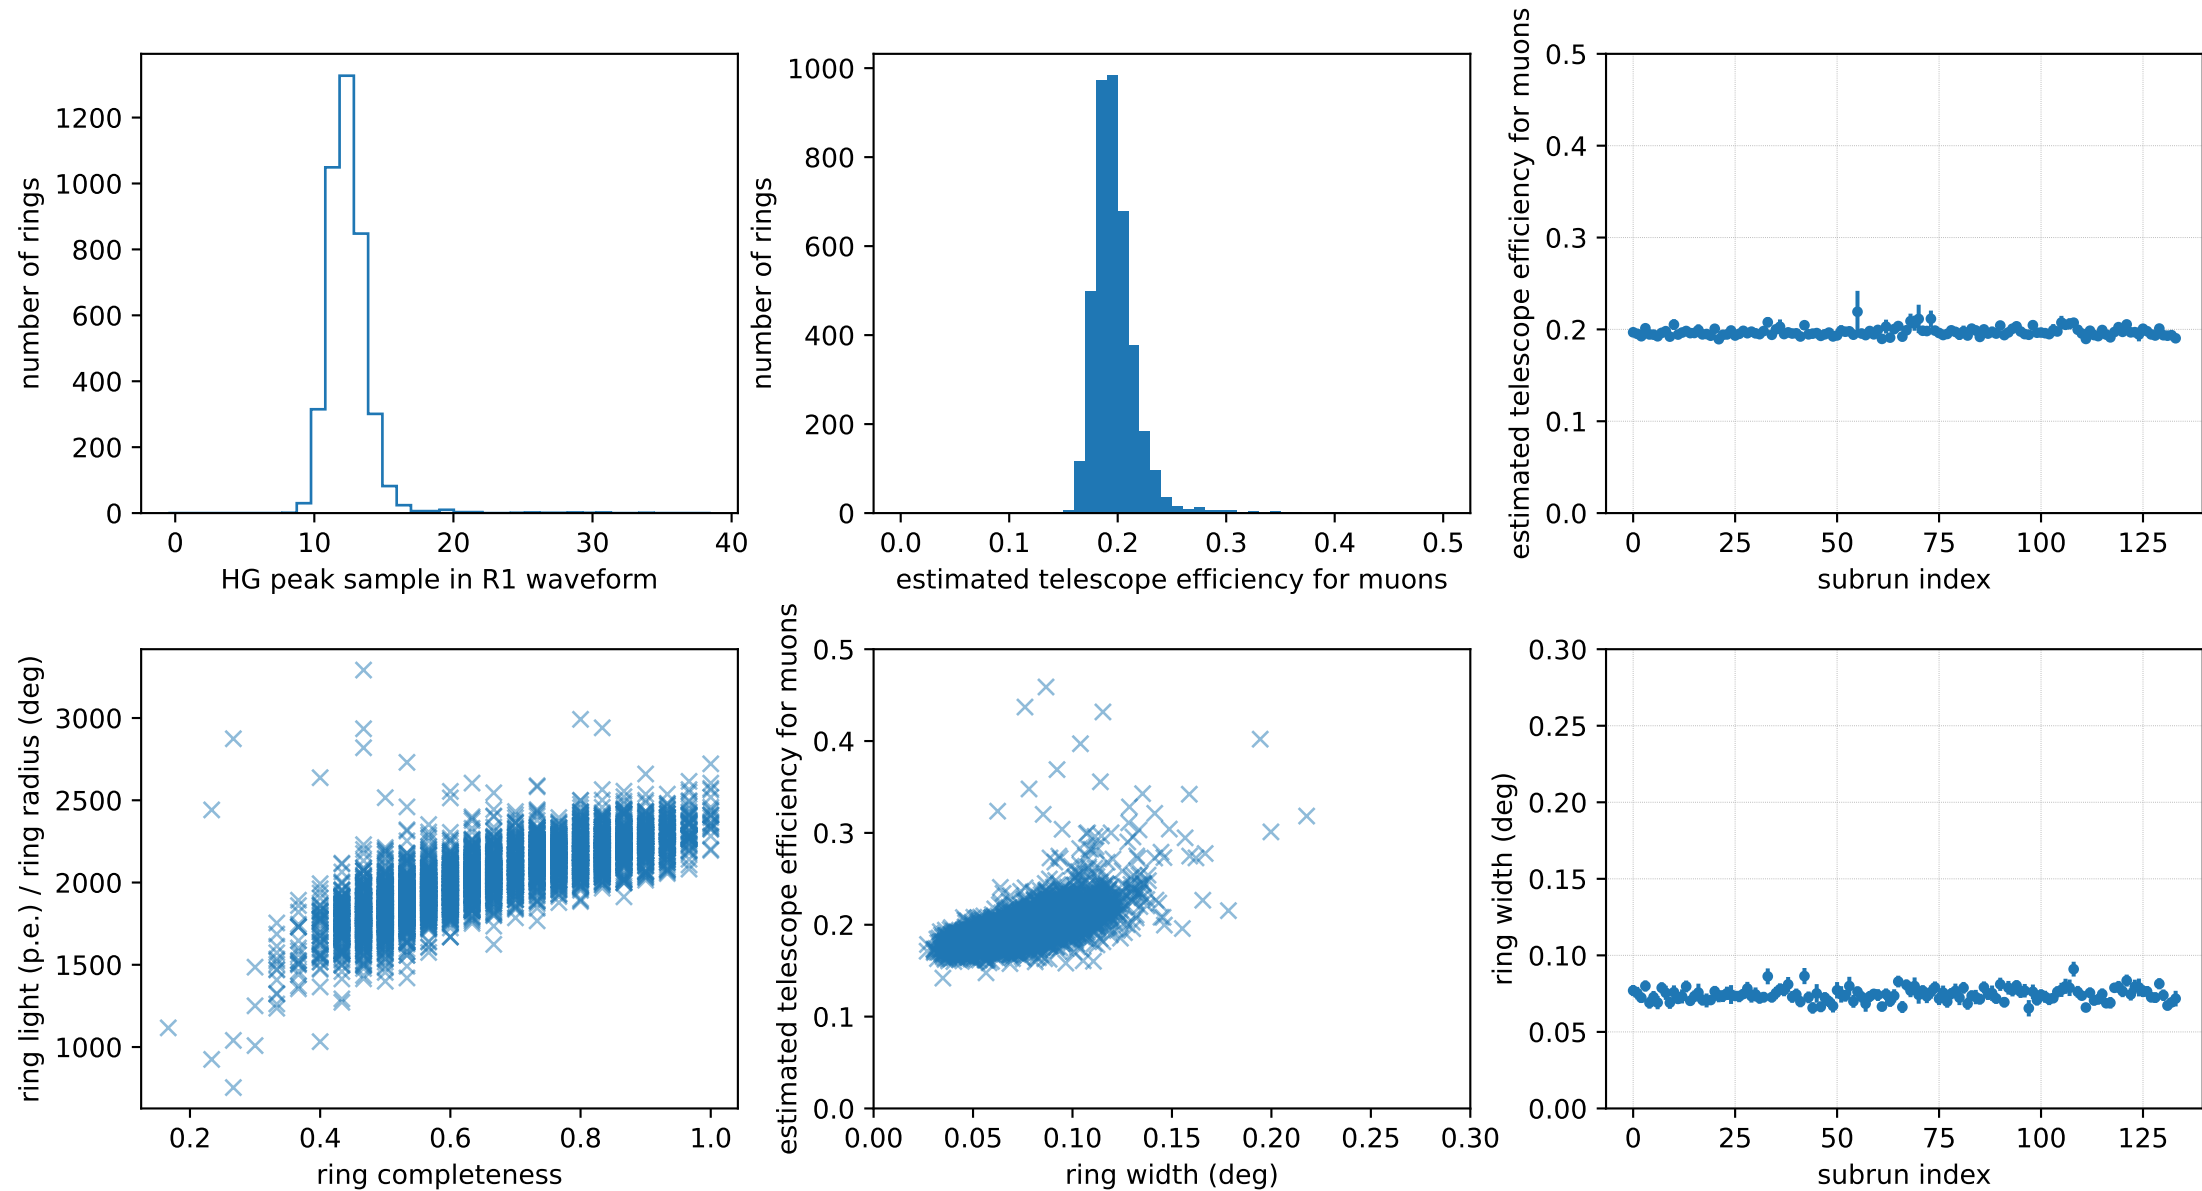 number of rings
1200
1000
800
600
400
200
0
0 10 20 30 40
HG peak sample in R1 waveform
number of rings
1000
800
600
400
200
0
0.0 0.1 0.2 0.3 0.4 0.5
estimated telescope efficiency for muons
estimated telescope efficiency for muons
0.5
0.4
0.3
0.2
0.1
0.0
0 25 50 75 100 125
subrun index
ring light (p.e.) / ring radius (deg)
3000
2500
2000
1500
1000
0.2 0.4 0.6 0.8 1.0
ring completeness
estimated telescope efficiency for muons
0.5
0.4
0.3
0.2
0.1
0.0
0.00 0.05 0.10 0.15 0.20 0.25 0.30
ring width (deg)
ring width (deg)
0.30
0.25
0.20
0.15
0.10
0.05
0.00
0 25 50 75 100 125
subrun index